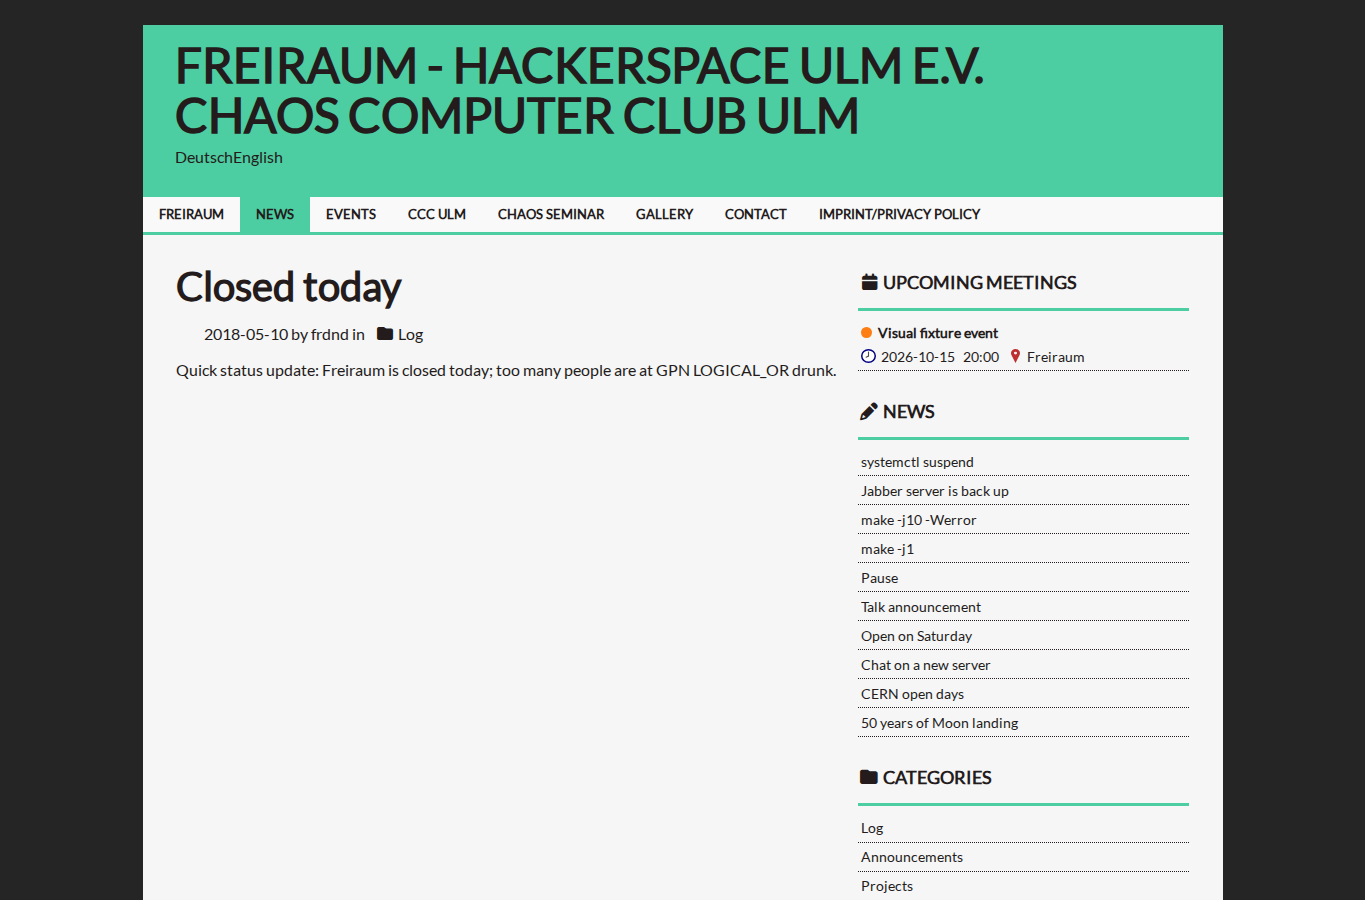 FREIRAUM - HACKERSPACE ULM E.V.
CHAOS COMPUTER CLUB ULM
DeutschEnglish
FREIRAUM NEWS EVENTS CCC ULM CHAOS SEMINAR GALLERY CONTACT IMPRINT/PRIVACY POLICY
Closed today
2018-05-10 by frdnd in Log
Quick status update: Freiraum is closed today; too many people are at GPN LOGICAL_OR drunk.
UPCOMING MEETINGS
Visual fixture event
2026-10-15 20:00 Freiraum
NEWS
systemctl suspend
Jabber server is back up
make -j10 -Werror
make -j1
Pause
Talk announcement
Open on Saturday
Chat on a new server
CERN open days
50 years of Moon landing
CATEGORIES
Log
Announcements
Projects